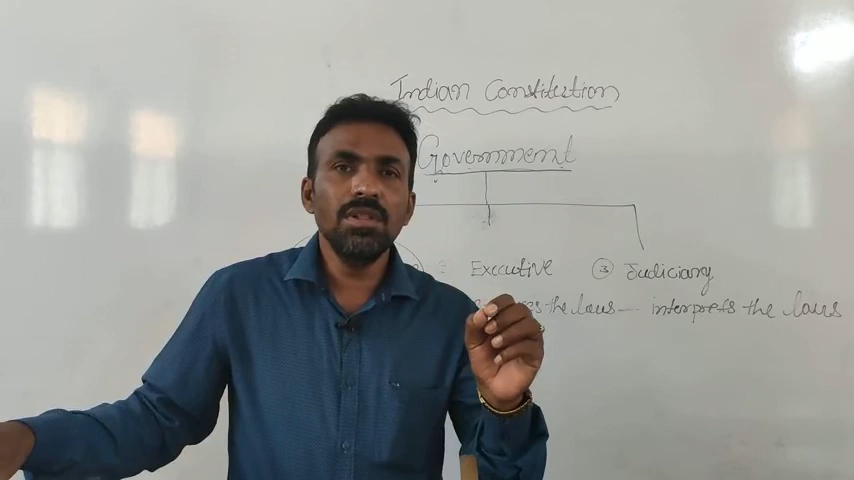 Indian Constitution
Government
Executive ③ Judiciary
the laws — interprets the laws